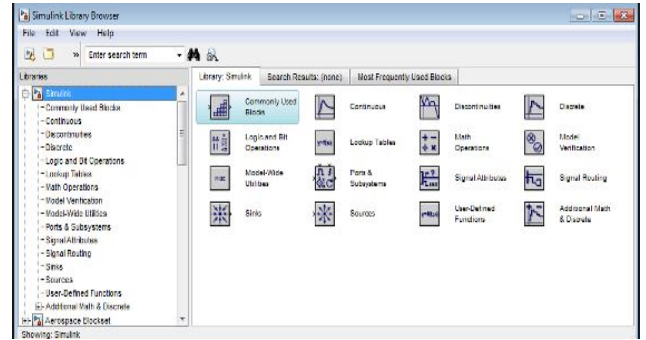 Simulink Library Browser
File Edit View Help
» Enter search term
Libraries
Library: Simulink Search Results: (none) Most Frequently Used Blocks
Simulink
Commonly Used Blocks
Continuous
Discontinuities
Discrete
Logic and Bit Operations
Lookup Tables
Math Operations
Model Verification
Model-Wide Utilities
Ports & Subsystems
Signal Attributes
Signal Routing
Sinks
Sources
User-Defined Functions
Additional Math & Discrete
Aerospace Blockset
Commonly Used
Blocks
Continuous
Discontinuities
Discrete
Logic and Bit
Operations
Lookup Tables
Math
Operations
Model
Verification
Model-Wide
Utilities
Ports &
Subsystems
Signal Attributes
Signal Routing
Sinks
Sources
User-Defined
Functions
Additional Math
& Discrete
Showing: Simulink